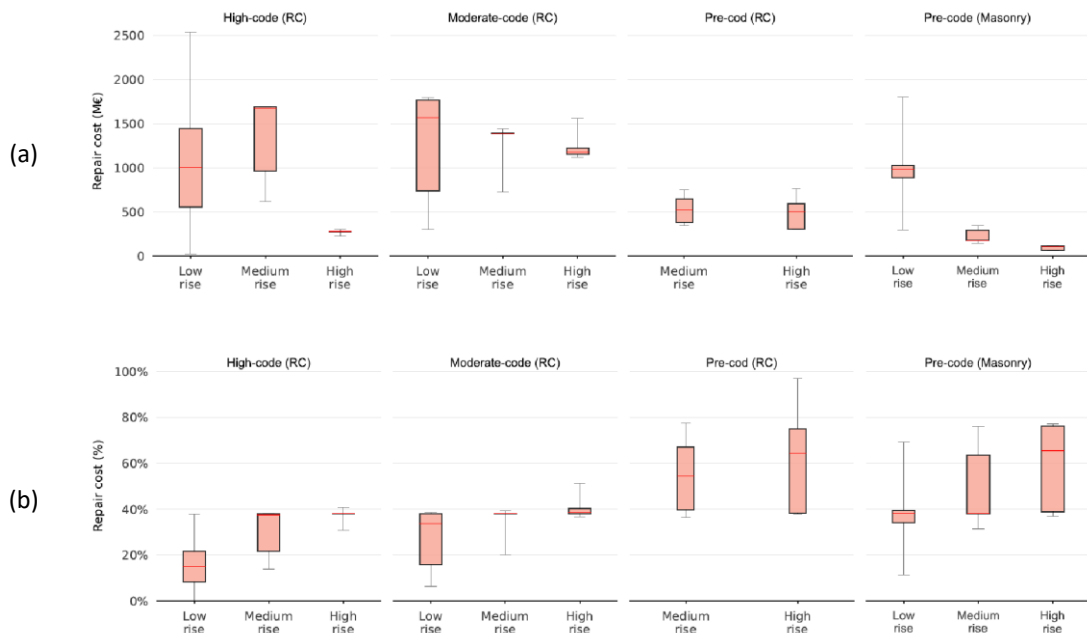 High-code (RC) Moderate-code (RC) Pre-cod (RC) Pre-code (Masonry)
(a)
Repair cost (M€)
2500
2000
1500
1000
500
0
Low rise Medium rise High rise Low rise Medium rise High rise Medium rise High rise Low rise Medium rise High rise
High-code (RC) Moderate-code (RC) Pre-cod (RC) Pre-code (Masonry)
(b)
Repair cost (%)
100%
80%
60%
40%
20%
0%
Low rise Medium rise High rise Low rise Medium rise High rise Medium rise High rise Low rise Medium rise High rise